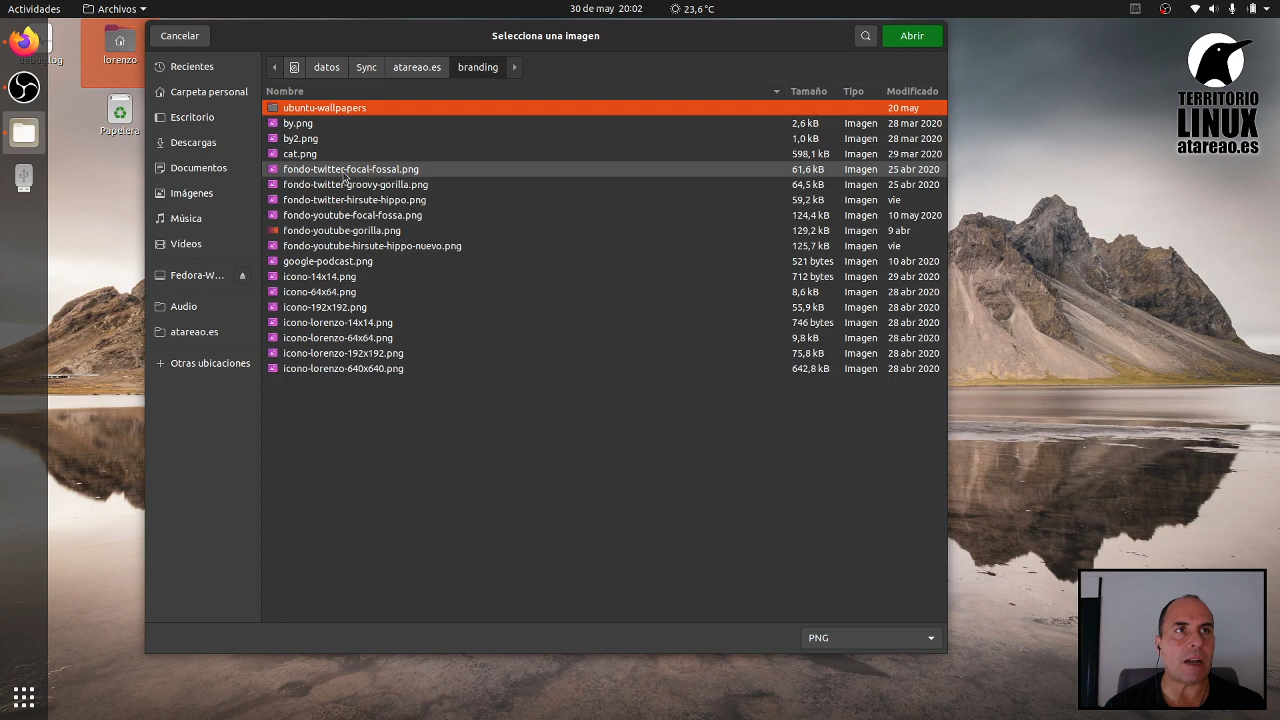 Actividades
Archivos
30 de may 20:02
23,6 °C
lorenzo
Papelera
Cancelar
Selecciona una imagen
Abrir
Recientes
Carpeta personal
Escritorio
Descargas
Documentos
Imágenes
Música
Vídeos
Fedora-W...
Audio
atareao.es
Otras ubicaciones
datos Sync atareao.es branding
Nombre Tamaño Tipo Modificado
ubuntu-wallpapers 20 may
by.png 2,6 kB Imagen 28 mar 2020
by2.png 1,0 kB Imagen 28 mar 2020
cat.png 598,1 kB Imagen 29 mar 2020
fondo-twitter-focal-fossal.png 61,6 kB Imagen 25 abr 2020
fondo-twitter-groovy-gorilla.png 64,5 kB Imagen 25 abr 2020
fondo-twitter-hirsute-hippo.png 59,2 kB Imagen vie
fondo-youtube-focal-fossa.png 124,4 kB Imagen 10 may 2020
fondo-youtube-gorilla.png 129,2 kB Imagen 9 abr
fondo-youtube-hirsute-hippo-nuevo.png 125,7 kB Imagen vie
google-podcast.png 521 bytes Imagen 10 abr 2020
icono-14x14.png 712 bytes Imagen 29 abr 2020
icono-64x64.png 8,6 kB Imagen 28 abr 2020
icono-192x192.png 55,9 kB Imagen 28 abr 2020
icono-lorenzo-14x14.png 746 bytes Imagen 28 abr 2020
icono-lorenzo-64x64.png 9,8 kB Imagen 28 abr 2020
icono-lorenzo-192x192.png 75,8 kB Imagen 28 abr 2020
icono-lorenzo-640x640.png 642,8 kB Imagen 28 abr 2020
PNG
TERRITORIO
LINUX
atareao.es